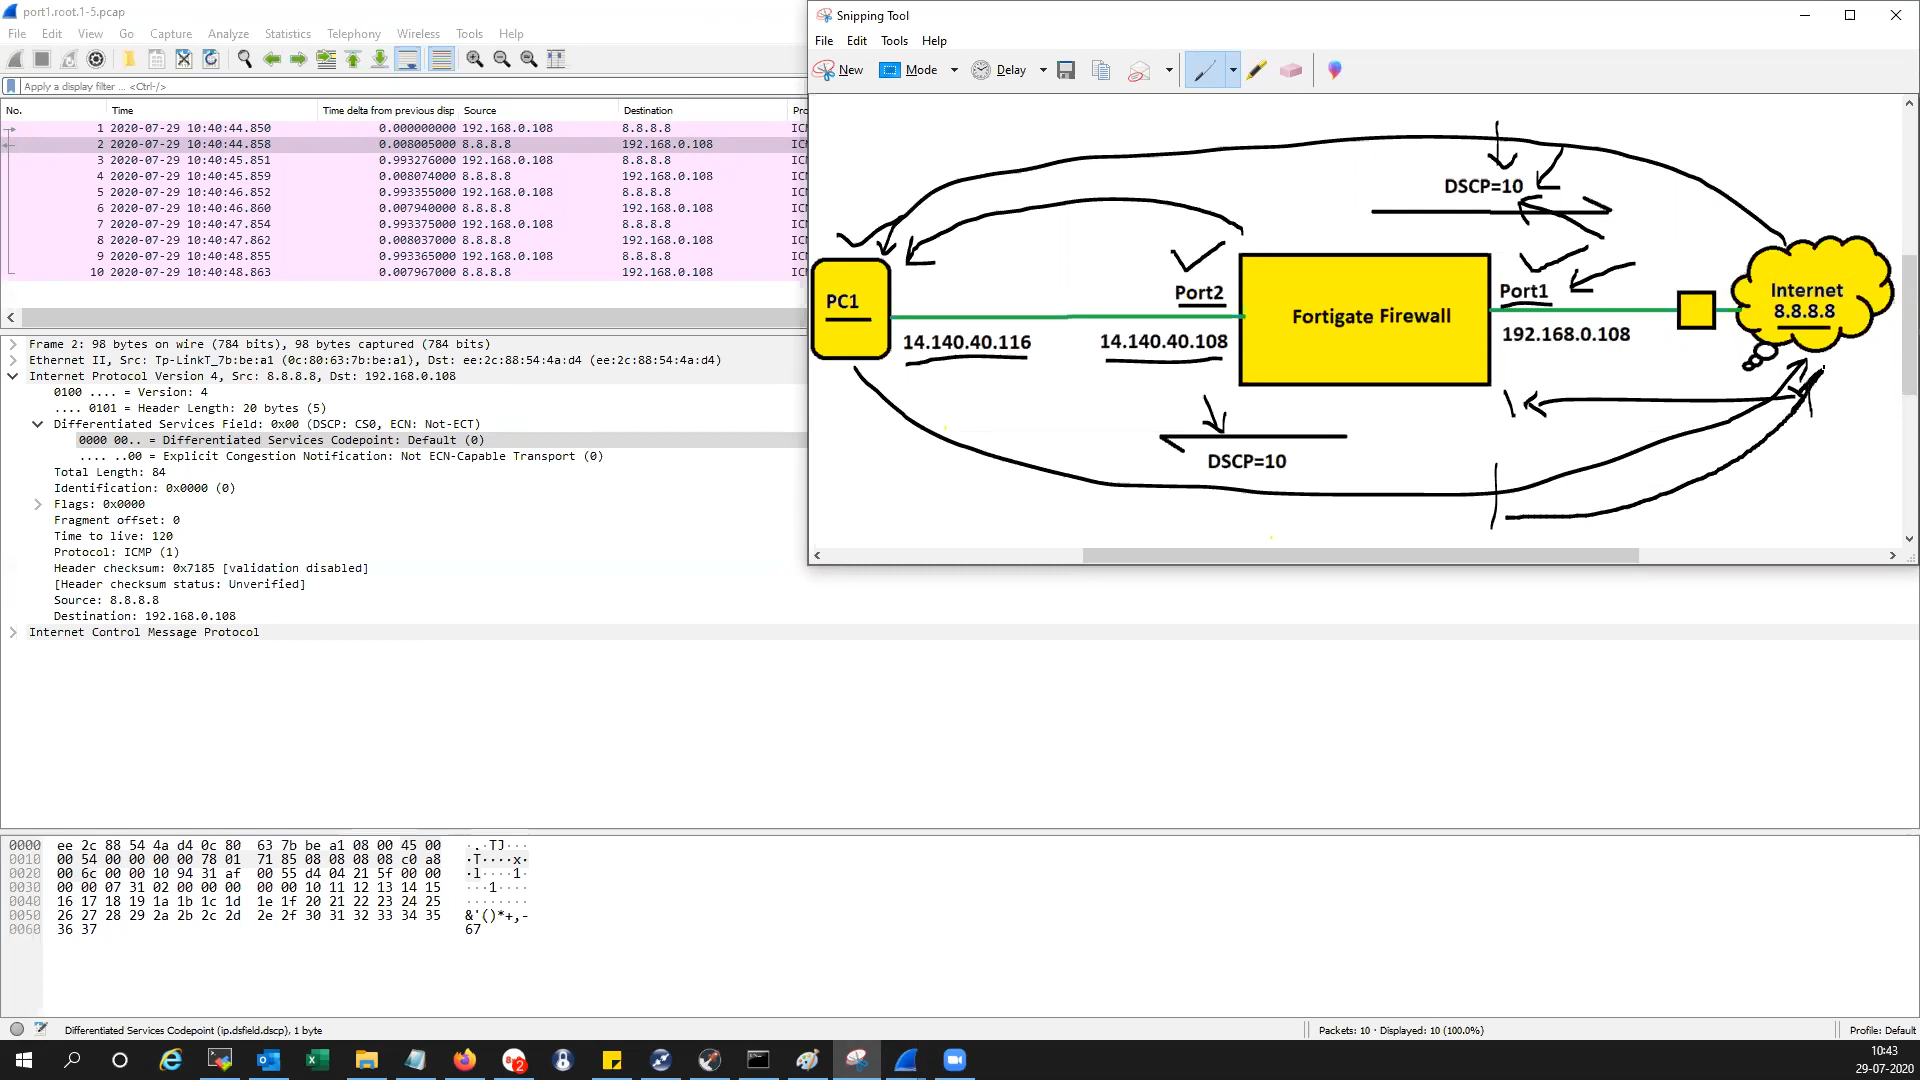 port1.root.1-5.pcap
File Edit View Go Capture Analyze Statistics Telephony Wireless Tools Help
Apply a display filter ... <Ctrl-/>
No. Time Time delta from previous disp Source Destination Pro
1 2020-07-29 10:40:44.850 0.000000000 192.168.0.108 8.8.8.8 ICM
2 2020-07-29 10:40:44.858 0.008005000 8.8.8.8 192.168.0.108 ICM
3 2020-07-29 10:40:45.851 0.993276000 192.168.0.108 8.8.8.8 ICM
4 2020-07-29 10:40:45.859 0.008074000 8.8.8.8 192.168.0.108 ICM
5 2020-07-29 10:40:46.852 0.993355000 192.168.0.108 8.8.8.8 ICM
6 2020-07-29 10:40:46.860 0.007940000 8.8.8.8 192.168.0.108 ICM
7 2020-07-29 10:40:47.854 0.993375000 192.168.0.108 8.8.8.8 ICM
8 2020-07-29 10:40:47.862 0.008037000 8.8.8.8 192.168.0.108 ICM
9 2020-07-29 10:40:48.855 0.993365000 192.168.0.108 8.8.8.8 ICM
10 2020-07-29 10:40:48.863 0.007967000 8.8.8.8 192.168.0.108 ICM
Frame 2: 98 bytes on wire (784 bits), 98 bytes captured (784 bits)
Ethernet II, Src: Tp-LinkT_7b:be:a1 (0c:80:63:7b:be:a1), Dst: ee:2c:88:54:4a:d4 (ee:2c:88:54:4a:d4)
Internet Protocol Version 4, Src: 8.8.8.8, Dst: 192.168.0.108
0100 .... = Version: 4
.... 0101 = Header Length: 20 bytes (5)
Differentiated Services Field: 0x00 (DSCP: CS0, ECN: Not-ECT)
0000 00.. = Differentiated Services Codepoint: Default (0)
.... ..00 = Explicit Congestion Notification: Not ECN-Capable Transport (0)
Total Length: 84
Identification: 0x0000 (0)
Flags: 0x0000
Fragment offset: 0
Time to live: 120
Protocol: ICMP (1)
Header checksum: 0x7185 [validation disabled]
[Header checksum status: Unverified]
Source: 8.8.8.8
Destination: 192.168.0.108
Internet Control Message Protocol
Snipping Tool
File Edit Tools Help
New Mode Delay
DSCP=10
PC1
Port2
Fortigate Firewall
Port1
Internet
8.8.8.8
14.140.40.116
14.140.40.108
192.168.0.108
DSCP=10
0000 ee 2c 88 54 4a d4 0c 80 63 7b be a1 08 00 45 00 ·,·TJ···
0010 00 54 00 00 00 00 78 01 71 85 08 08 08 08 c0 a8 ·T····x·
0020 00 6c 00 00 10 94 31 af 00 55 d4 04 21 5f 00 00 ·l····1·
0030 00 00 07 31 02 00 00 00 00 00 10 11 12 13 14 15 ···1····
0040 16 17 18 19 1a 1b 1c 1d 1e 1f 20 21 22 23 24 25 ········
0050 26 27 28 29 2a 2b 2c 2d 2e 2f 30 31 32 33 34 35 &'()*+,-
0060 36 37 67
Differentiated Services Codepoint (ip.dsfield.dscp), 1 byte
Packets: 10 · Displayed: 10 (100.0%)
Profile: Default
2
10:43
29-07-2020